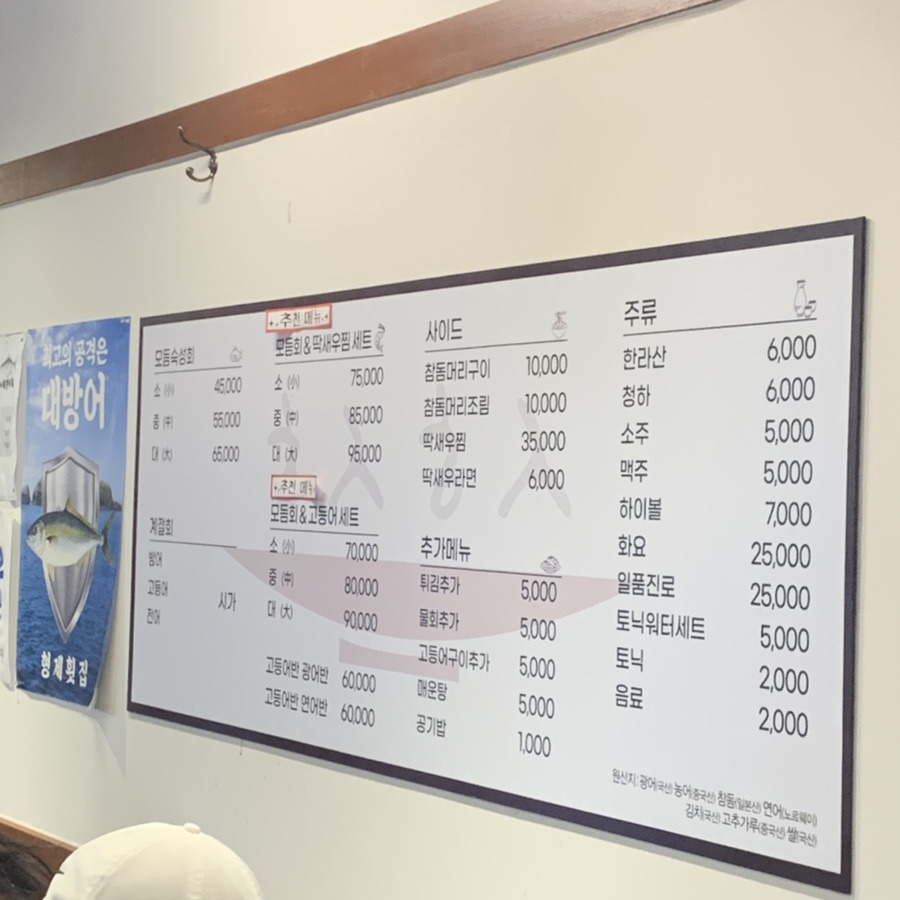 최고의 공격은
대방어
형제횟집
모둠숙성회
소 (小) 45,000
중 (中) 55,000
대 (大) 65,000
계절회
방어
고등어 시가
전어
추천 메뉴
모둠회&딱새우찜 세트
소 (小) 75,000
중 (中) 85,000
대 (大) 95,000
추천 메뉴
모둠회&고등어 세트
소 (小) 70,000
중 (中) 80,000
대 (大) 90,000
고등어반 광어반 60,000
고등어반 연어반 60,000
사이드
참돔머리구이 10,000
참돔머리조림 10,000
딱새우찜 35,000
딱새우라면 6,000
추가메뉴
튀김추가 5,000
물회추가 5,000
고등어구이추가 5,000
매운탕 5,000
공기밥 1,000
주류
한라산 6,000
청하 6,000
소주 5,000
맥주 5,000
하이볼 7,000
화요 25,000
일품진로 25,000
토닉워터세트 5,000
토닉 2,000
음료 2,000
원산지: 광어(국산) 농어(중국산) 참돔(일본산) 연어(노르웨이)
김치(국산) 고추가루(중국산) 쌀(국산)